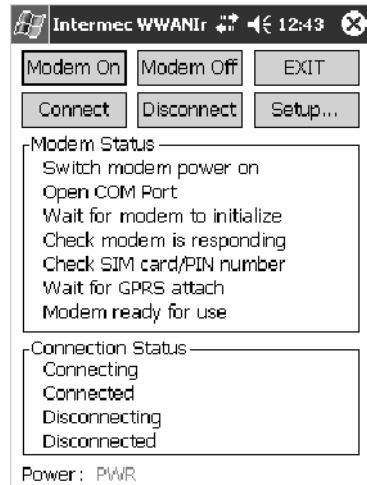 Intermec WWANIr 12:43
Modem On Modem Off EXIT
Connect Disconnect Setup...
Modem Status
Switch modem power on
Open COM Port
Wait for modem to initialize
Check modem is responding
Check SIM card/PIN number
Wait for GPRS attach
Modem ready for use
Connection Status
Connecting
Connected
Disconnecting
Disconnected
Power: PWR